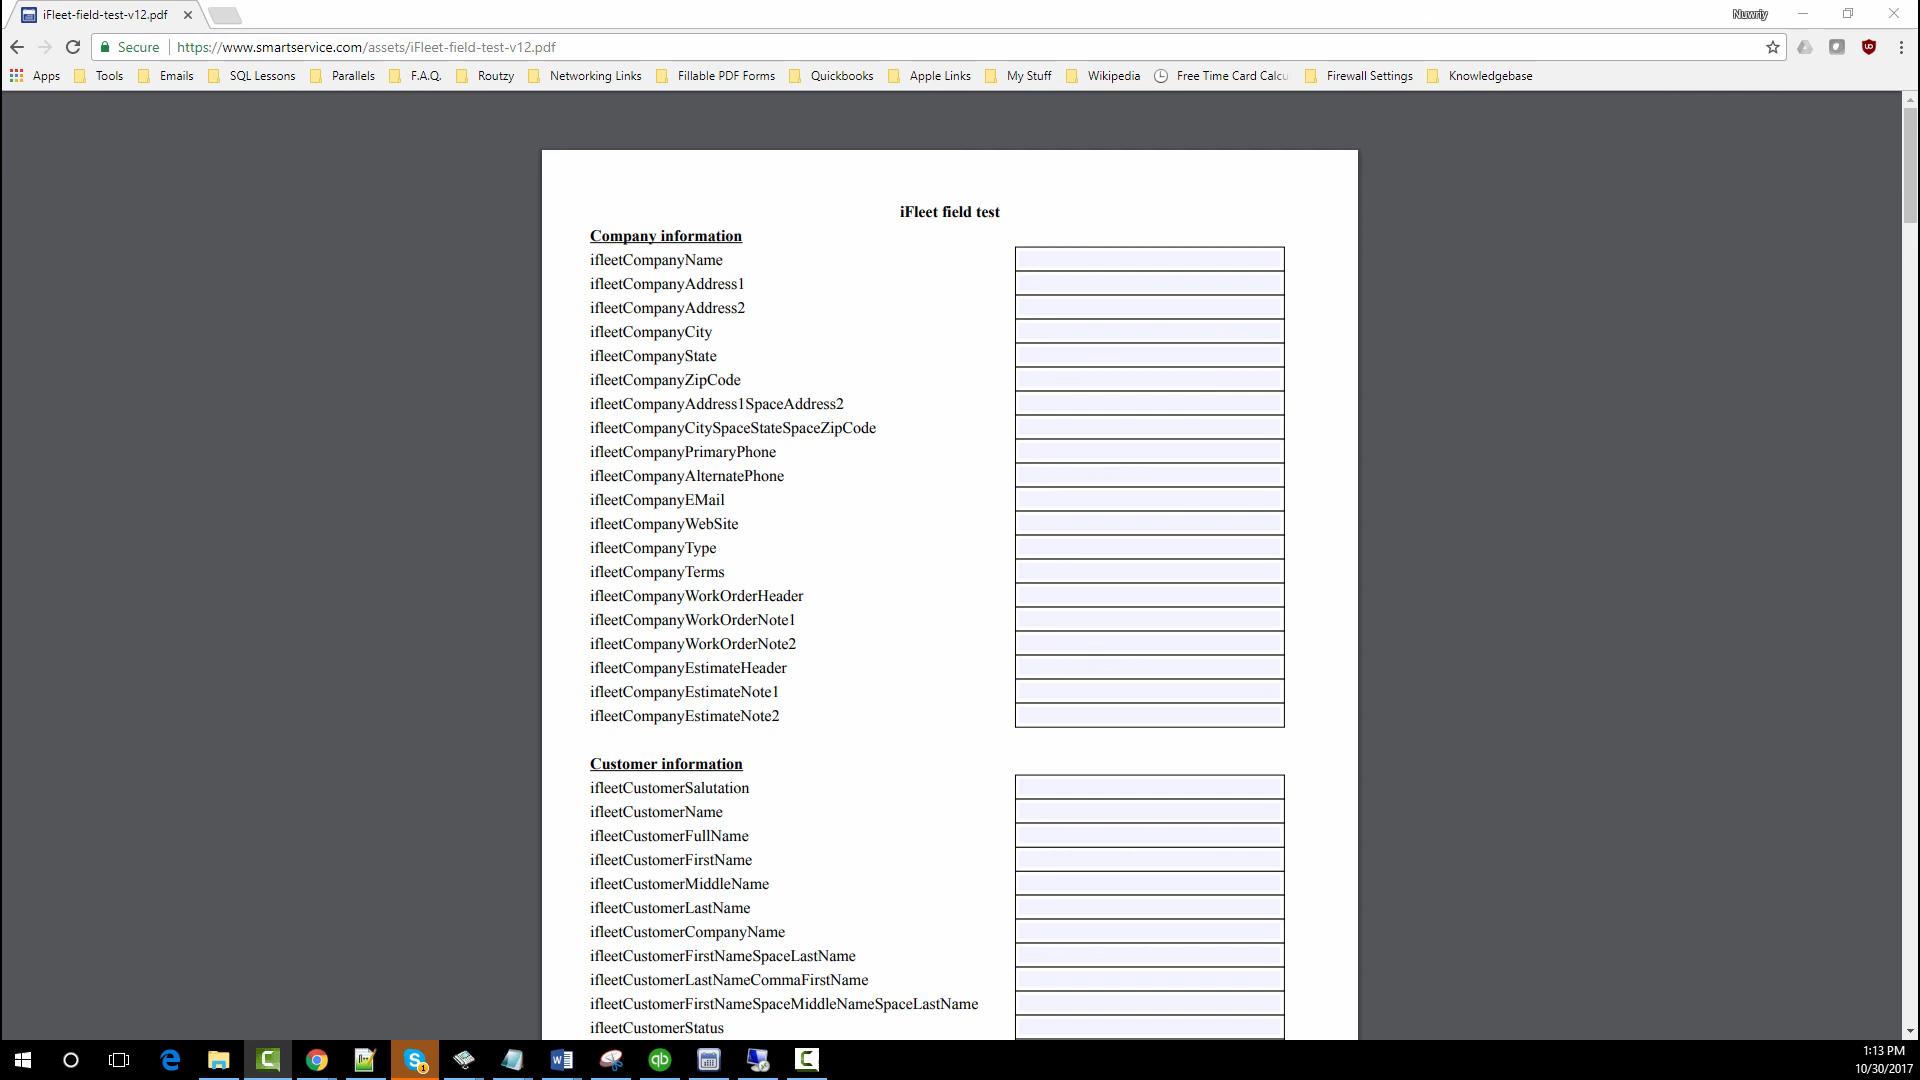 iFleet-field-test-v12.pdf
Nuwriy
Secure https://www.smartservice.com/assets/iFleet-field-test-v12.pdf
Apps Tools Emails SQL Lessons Parallels F.A.Q. Routzy Networking Links Fillable PDF Forms Quickbooks Apple Links My Stuff Wikipedia Free Time Card Calcu Firewall Settings Knowledgebase
iFleet field test
Company information
ifleetCompanyName
ifleetCompanyAddress1
ifleetCompanyAddress2
ifleetCompanyCity
ifleetCompanyState
ifleetCompanyZipCode
ifleetCompanyAddress1SpaceAddress2
ifleetCompanyCitySpaceStateSpaceZipCode
ifleetCompanyPrimaryPhone
ifleetCompanyAlternatePhone
ifleetCompanyEMail
ifleetCompanyWebSite
ifleetCompanyType
ifleetCompanyTerms
ifleetCompanyWorkOrderHeader
ifleetCompanyWorkOrderNote1
ifleetCompanyWorkOrderNote2
ifleetCompanyEstimateHeader
ifleetCompanyEstimateNote1
ifleetCompanyEstimateNote2
Customer information
ifleetCustomerSalutation
ifleetCustomerName
ifleetCustomerFullName
ifleetCustomerFirstName
ifleetCustomerMiddleName
ifleetCustomerLastName
ifleetCustomerCompanyName
ifleetCustomerFirstNameSpaceLastName
ifleetCustomerLastNameCommaFirstName
ifleetCustomerFirstNameSpaceMiddleNameSpaceLastName
ifleetCustomerStatus
1:13 PM
10/30/2017